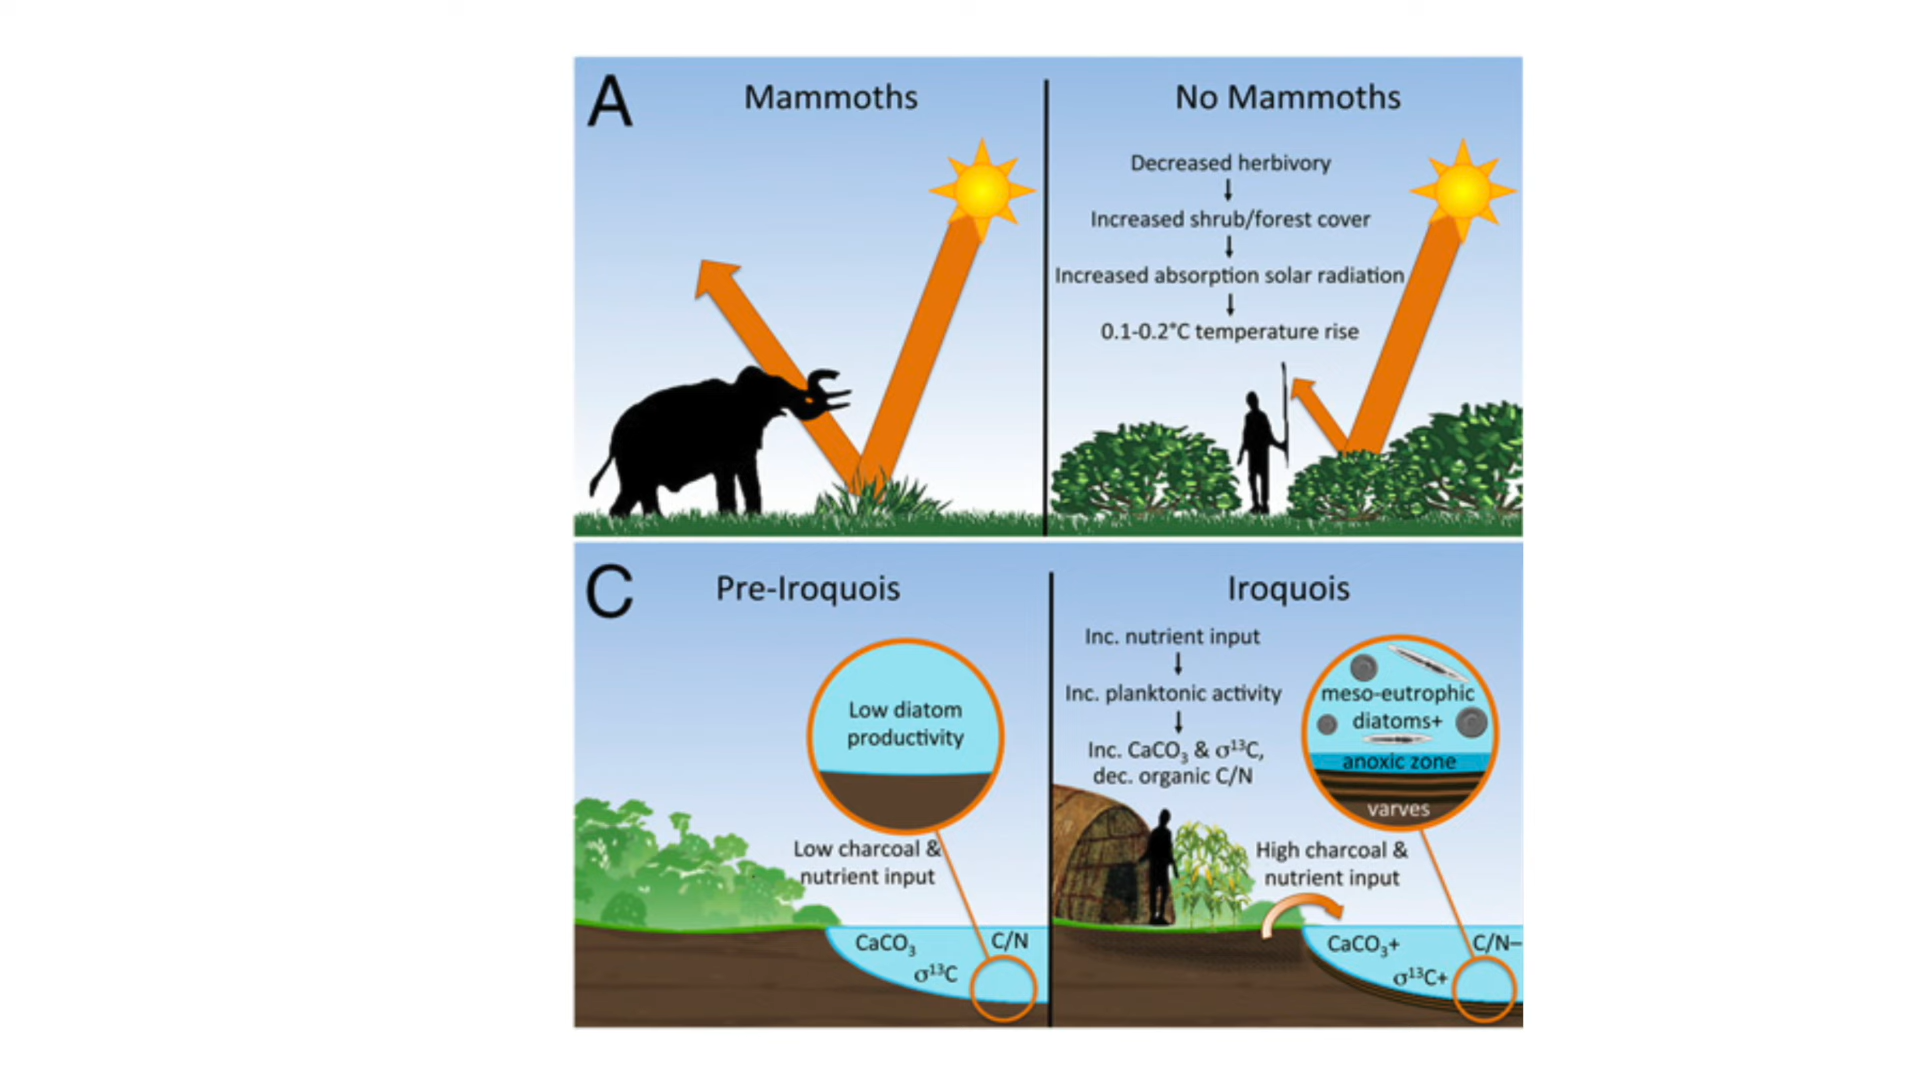 A
Mammoths
No Mammoths
Decreased herbivory
↓
Increased shrub/forest cover
↓
Increased absorption solar radiation
↓
0.1-0.2°C temperature rise
C
Pre-Iroquois
Low diatom
productivity
Low charcoal &
nutrient input
CaCO₃
C/N
σ¹³C
Iroquois
Inc. nutrient input
↓
Inc. planktonic activity
↓
Inc. CaCO₃ & σ¹³C,
dec. organic C/N
meso-eutrophic
diatoms+
anoxic zone
varves
High charcoal &
nutrient input
CaCO₃+
C/N–
σ¹³C+